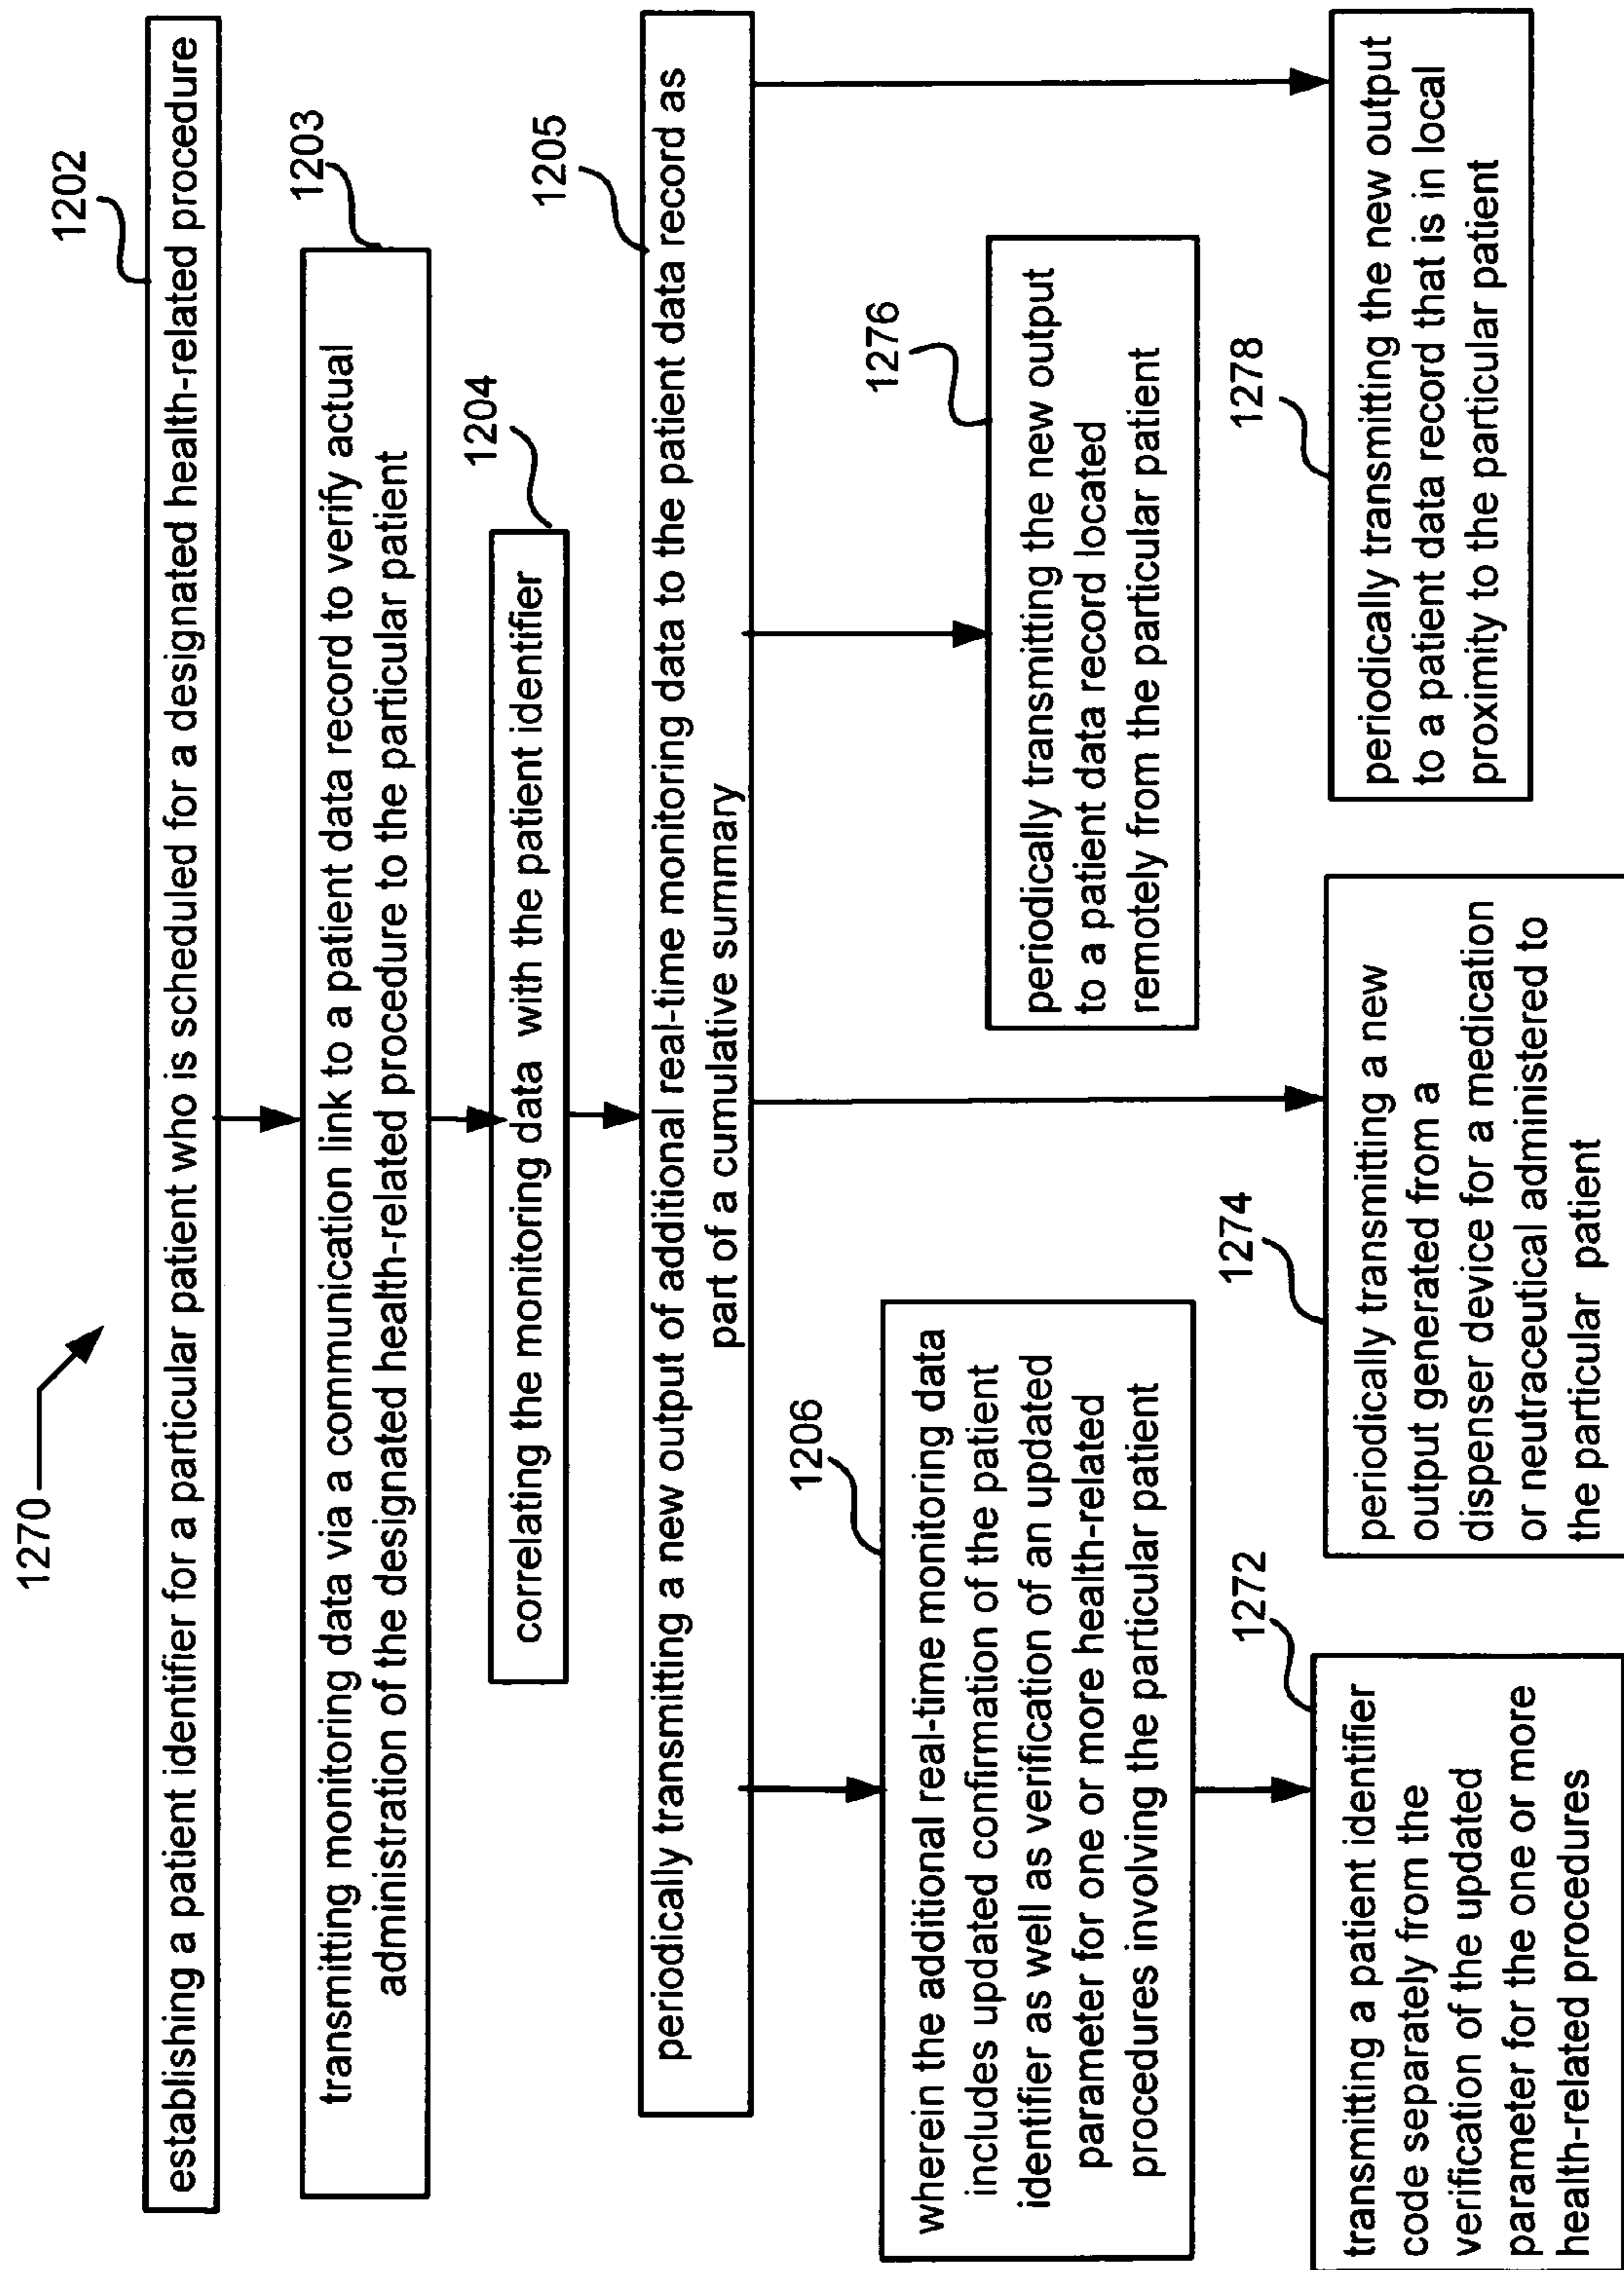 1270
1202
establishing a patient identifier for a particular patient who is scheduled for a designated health-related procedure
1203
transmitting monitoring data via a communication link to a patient data record to verify actual
administration of the designated health-related procedure to the particular patient
1204
correlating the monitoring data with the patient identifier
1205
periodically transmitting a new output of additional real-time monitoring data to the patient data record as
part of a cumulative summary
1206
wherein the additional real-time monitoring data
includes updated confirmation of the patient
identifier as well as verification of an updated
parameter for one or more health-related
procedures involving the particular patient
1276
periodically transmitting the new output
to a patient data record located
remotely from the particular patient
1272
transmitting a patient identifier
code separately from the
verification of the updated
parameter for the one or more
health-related procedures
1274
periodically transmitting a new
output generated from a
dispenser device for a medication
or neutraceutical administered to
the particular patient
1278
periodically transmitting the new output
to a patient data record that is in local
proximity to the particular patient